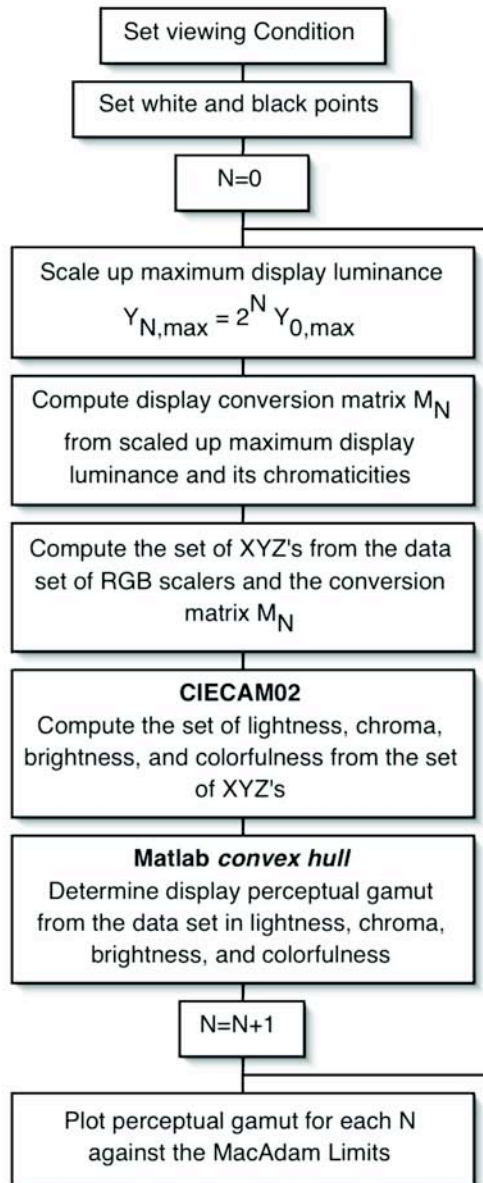 Set viewing Condition
Set white and black points
N=0
Scale up maximum display luminance
Y_N,max = 2^N Y_0,max
Compute display conversion matrix M_N
from scaled up maximum display
luminance and its chromaticities
Compute the set of XYZ's from the data
set of RGB scalers and the conversion
matrix M_N
CIECAM02
Compute the set of lightness, chroma,
brightness, and colorfulness from the set
of XYZ's
Matlab convex hull
Determine display perceptual gamut
from the data set in lightness, chroma,
brightness, and colorfulness
N=N+1
Plot perceptual gamut for each N
against the MacAdam Limits